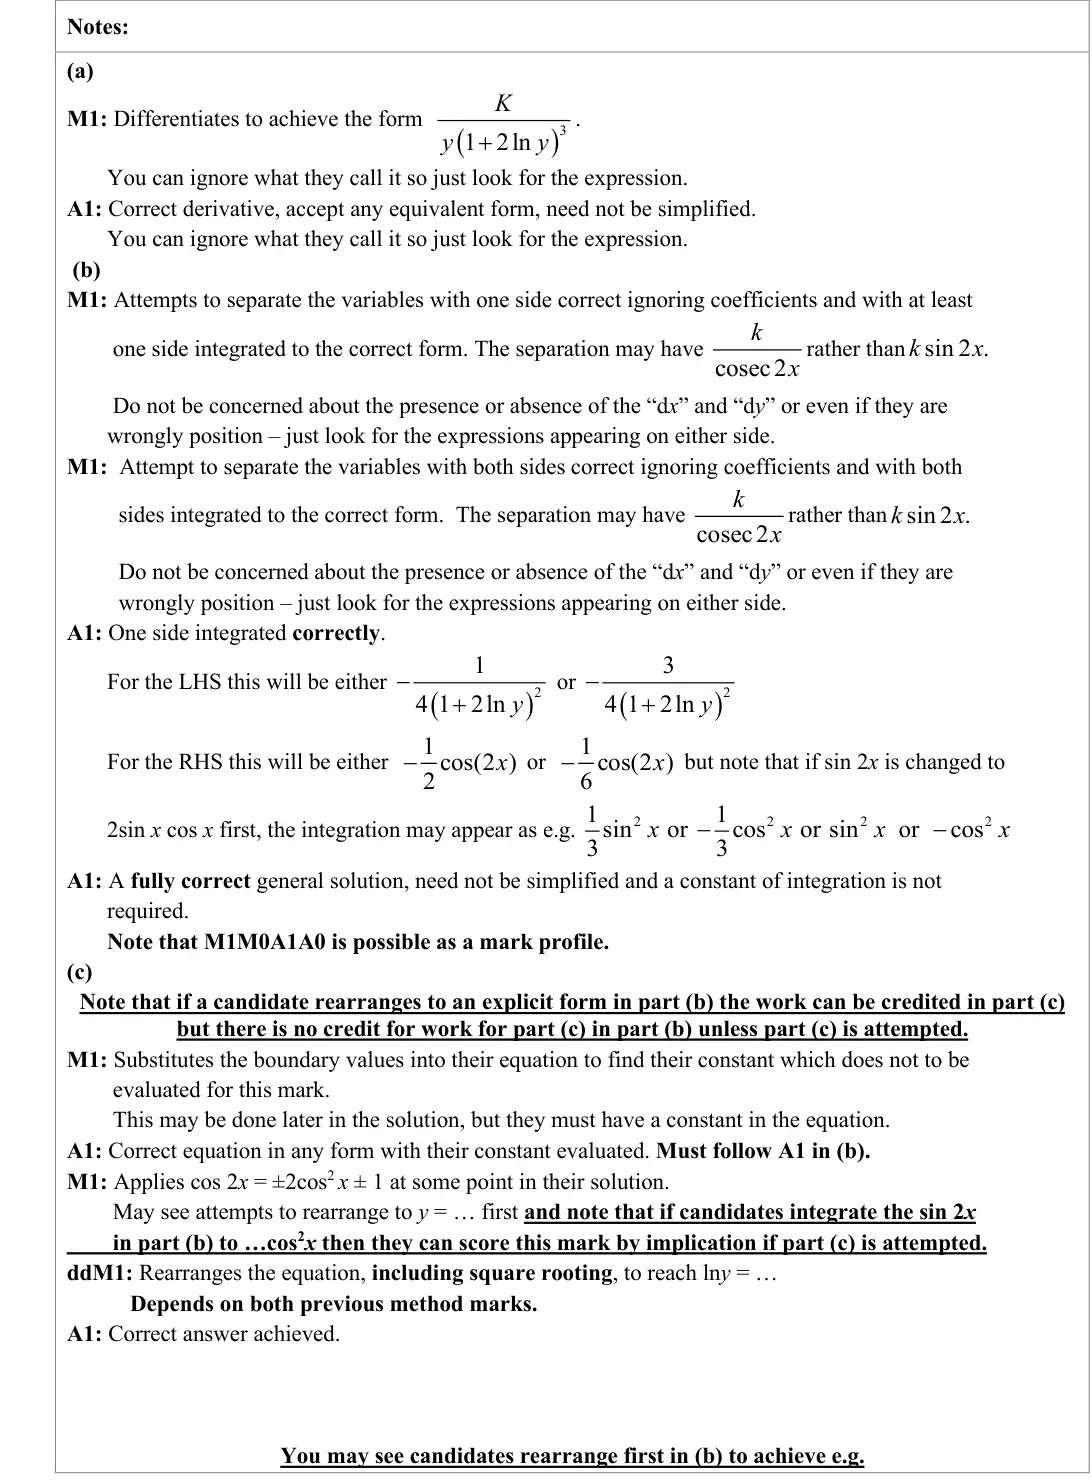 Notes:
(a)
M1: Differentiates to achieve the form K / (y(1+2ln y)^3) .
You can ignore what they call it so just look for the expression.
A1: Correct derivative, accept any equivalent form, need not be simplified.
You can ignore what they call it so just look for the expression.
(b)
M1: Attempts to separate the variables with one side correct ignoring coefficients and with at least
one side integrated to the correct form. The separation may have k / (cosec 2x) rather than k sin 2x.
Do not be concerned about the presence or absence of the “dx” and “dy” or even if they are
wrongly position – just look for the expressions appearing on either side.
M1: Attempt to separate the variables with both sides correct ignoring coefficients and with both
sides integrated to the correct form. The separation may have k / (cosec 2x) rather than k sin 2x.
Do not be concerned about the presence or absence of the “dx” and “dy” or even if they are
wrongly position – just look for the expressions appearing on either side.
A1: One side integrated correctly.
For the LHS this will be either −1 / (4(1+2ln y)^2) or −3 / (4(1+2ln y)^2)
For the RHS this will be either −1/2 cos(2x) or −1/6 cos(2x) but note that if sin 2x is changed to
2sin x cos x first, the integration may appear as e.g. 1/3 sin² x or −1/3 cos² x or sin² x or −cos² x
A1: A fully correct general solution, need not be simplified and a constant of integration is not
required.
Note that M1M0A1A0 is possible as a mark profile.
(c)
Note that if a candidate rearranges to an explicit form in part (b) the work can be credited in part (c)
but there is no credit for work for part (c) in part (b) unless part (c) is attempted.
M1: Substitutes the boundary values into their equation to find their constant which does not to be
evaluated for this mark.
This may be done later in the solution, but they must have a constant in the equation.
A1: Correct equation in any form with their constant evaluated. Must follow A1 in (b).
M1: Applies cos 2x = ±2cos² x ± 1 at some point in their solution.
May see attempts to rearrange to y = … first and note that if candidates integrate the sin 2x
in part (b) to …cos²x then they can score this mark by implication if part (c) is attempted.
ddM1: Rearranges the equation, including square rooting, to reach lny = …
Depends on both previous method marks.
A1: Correct answer achieved.
You may see candidates rearrange first in (b) to achieve e.g.